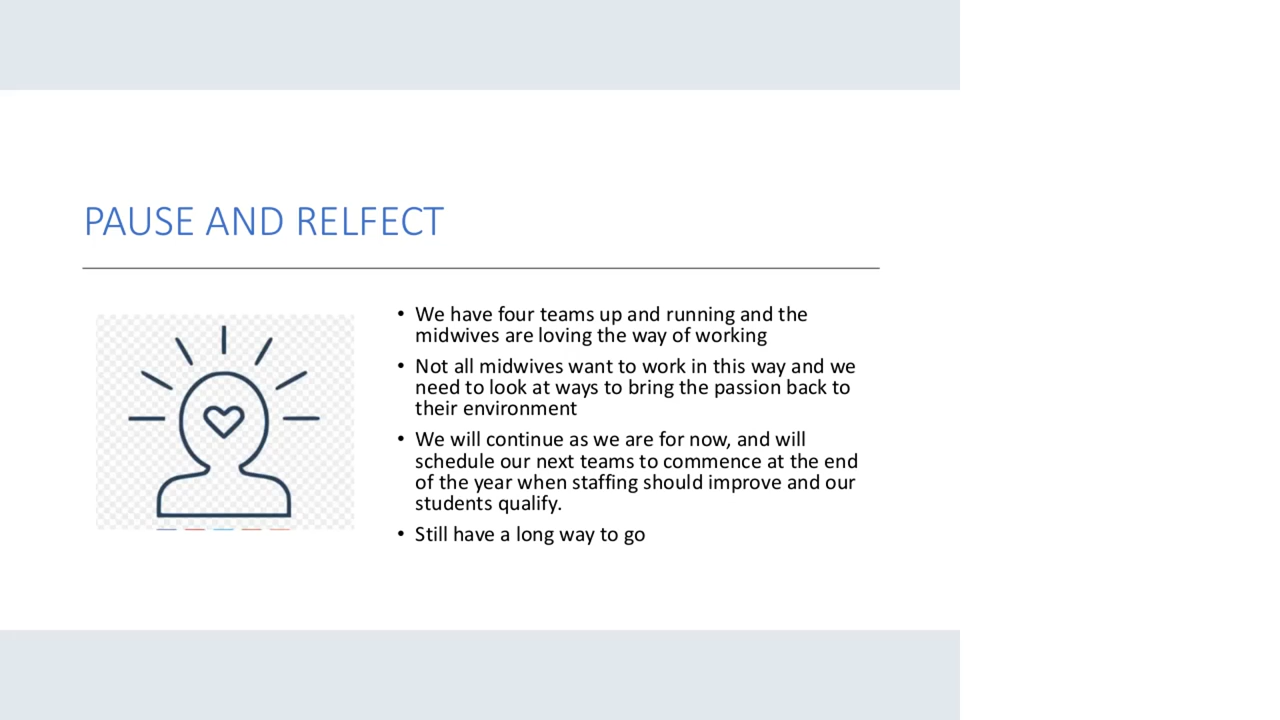 PAUSE AND RELFECT
• We have four teams up and running and the
midwives are loving the way of working
• Not all midwives want to work in this way and we
need to look at ways to bring the passion back to
their environment
• We will continue as we are for now, and will
schedule our next teams to commence at the end
of the year when staffing should improve and our
students qualify.
• Still have a long way to go